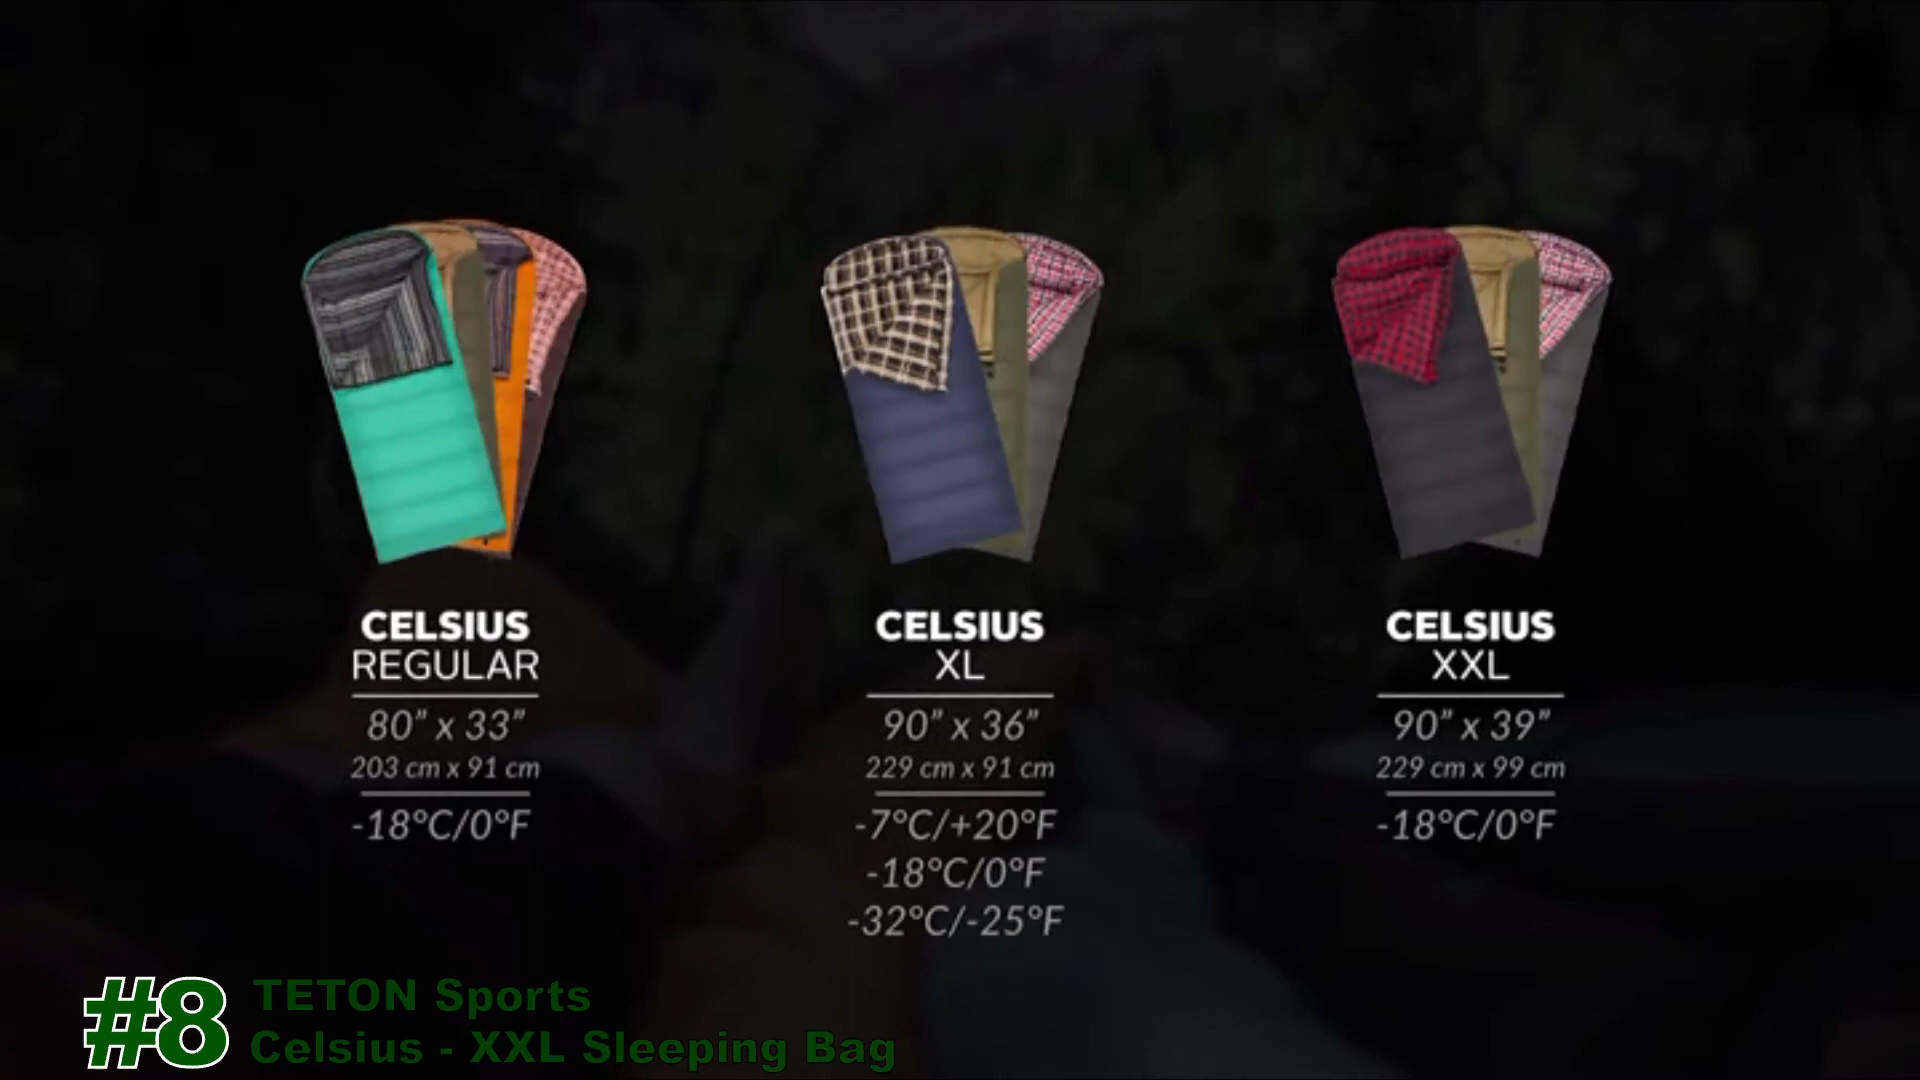 CELSIUS
REGULAR
80” x 33”
203 cm x 91 cm
-18°C/0°F
CELSIUS
XL
90” x 36”
229 cm x 91 cm
-7°C/+20°F
-18°C/0°F
-32°C/-25°F
CELSIUS
XXL
90” x 39”
229 cm x 99 cm
-18°C/0°F
#8
TETON Sports
Celsius - XXL Sleeping Bag